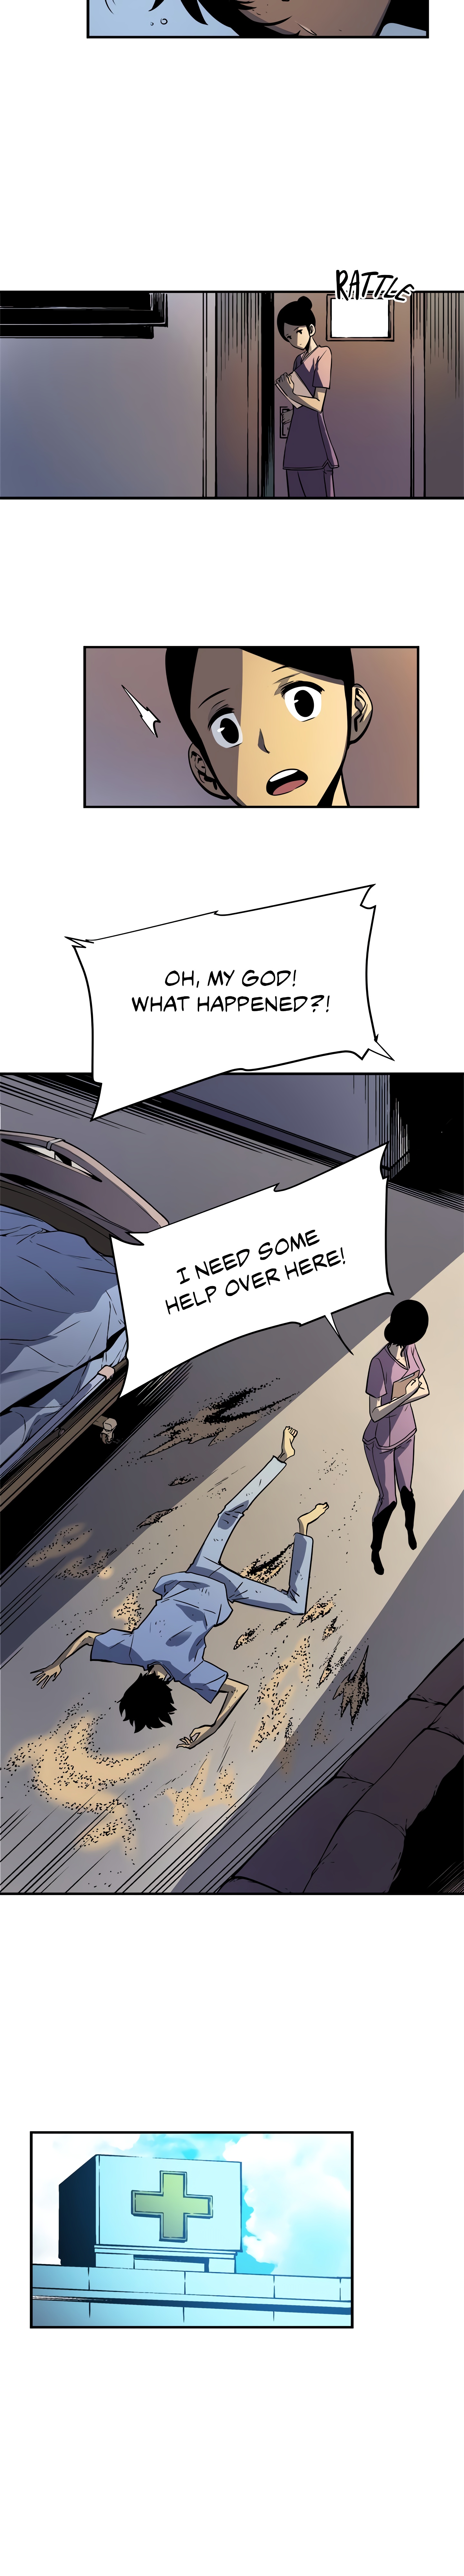 RATTLE
OH, MY GOD!
WHAT HAPPENED?!
I NEED SOME
HELP OVER HERE!